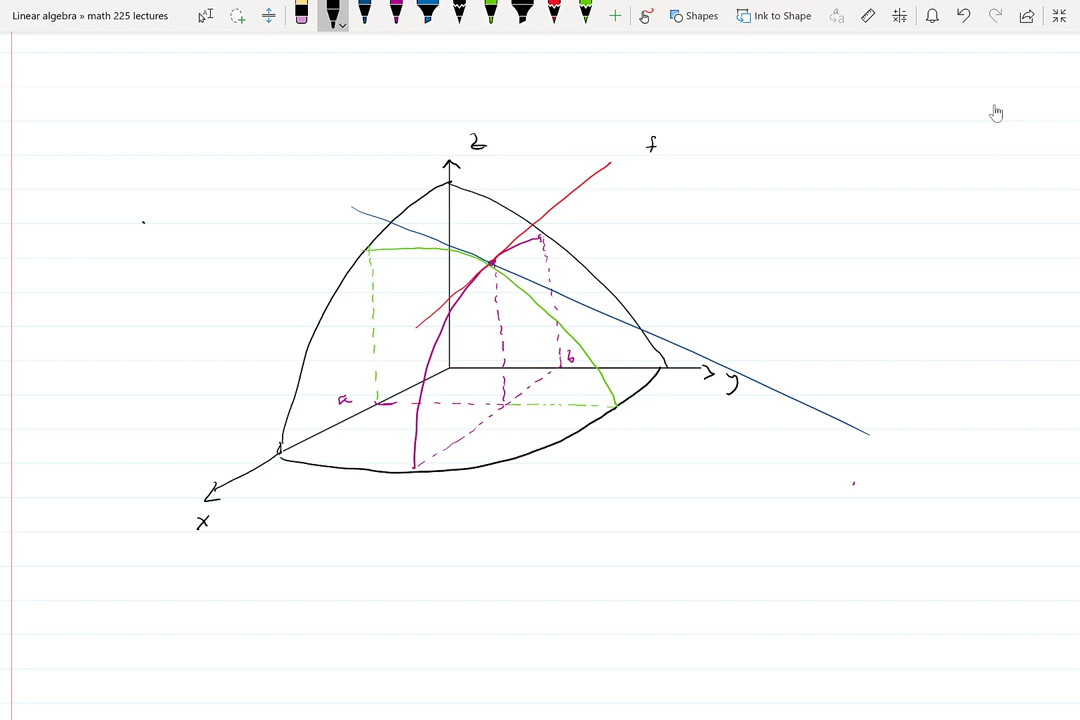 Linear algebra » math 225 lectures
Shapes
Ink to Shape
z
f
b
a
y
x